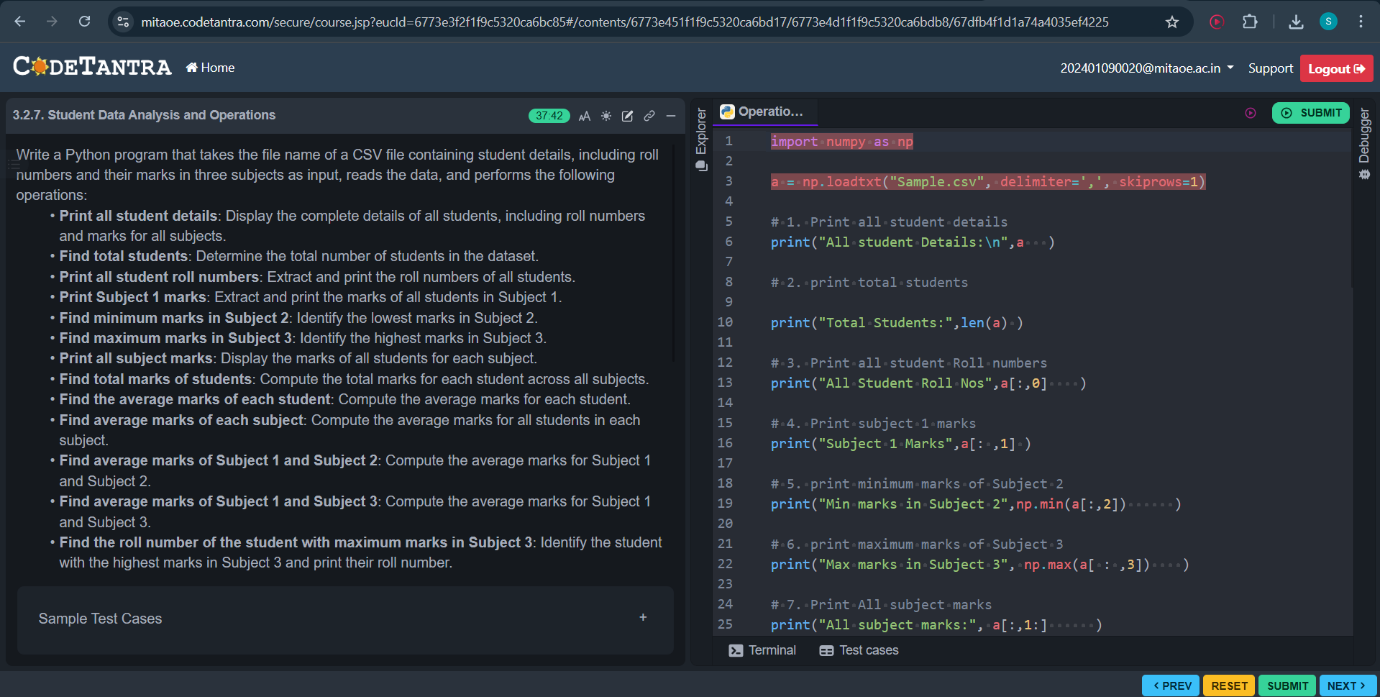 mitaoe.codetantra.com/secure/course.jsp?eucId=6773e3f2f1f9c5320ca6bc85#/contents/6773e451f1f9c5320ca6bd17/6773e4d1f1f9c5320ca6bdb8/67dfb4f1d1a74a4035ef4225
S
CODETANTRA Home
202401090020@mitaoe.ac.in Support Logout
3.2.7. Student Data Analysis and Operations
37:42 AA
Write a Python program that takes the file name of a CSV file containing student details, including roll
numbers and their marks in three subjects as input, reads the data, and performs the following
operations:
• Print all student details: Display the complete details of all students, including roll numbers
and marks for all subjects.
• Find total students: Determine the total number of students in the dataset.
• Print all student roll numbers: Extract and print the roll numbers of all students.
• Print Subject 1 marks: Extract and print the marks of all students in Subject 1.
• Find minimum marks in Subject 2: Identify the lowest marks in Subject 2.
• Find maximum marks in Subject 3: Identify the highest marks in Subject 3.
• Print all subject marks: Display the marks of all students for each subject.
• Find total marks of students: Compute the total marks for each student across all subjects.
• Find the average marks of each student: Compute the average marks for each student.
• Find average marks of each subject: Compute the average marks for all students in each
subject.
• Find average marks of Subject 1 and Subject 2: Compute the average marks for Subject 1
and Subject 2.
• Find average marks of Subject 1 and Subject 3: Compute the average marks for Subject 1
and Subject 3.
• Find the roll number of the student with maximum marks in Subject 3: Identify the student
with the highest marks in Subject 3 and print their roll number.
Sample Test Cases +
Explorer
Operatio...
SUBMIT
Debugger
1 import numpy as np
2
3 a = np.loadtxt("Sample.csv", delimiter=',', skiprows=1)
4
5 # 1. Print all student details
6 print("All student Details:\n",a   )
7
8 # 2. print total students
9
10 print("Total Students:",len(a) )
11
12 # 3. Print all student Roll numbers
13 print("All Student Roll Nos",a[:,0]    )
14
15 # 4. Print subject 1 marks
16 print("Subject 1 Marks",a[: ,1] )
17
18 # 5. print minimum marks of Subject 2
19 print("Min marks in Subject 2",np.min(a[:,2])      )
20
21 # 6. print maximum marks of Subject 3
22 print("Max marks in Subject 3", np.max(a[ : ,3])    )
23
24 # 7. Print All subject marks
25 print("All subject marks:", a[:,1:]      )
Terminal Test cases
< PREV RESET SUBMIT NEXT >